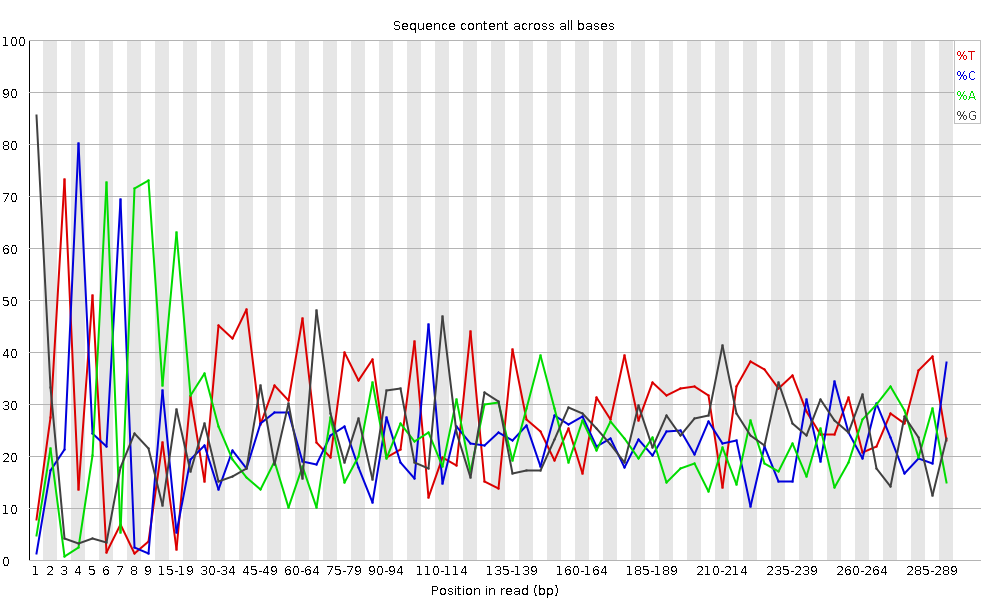 Sequence content across all bases
100
90
80
70
60
50
40
30
20
10
0
%T
%C
%A
%G
1 2 3 4 5 6 7 8 9 15-19 30-34 45-49 60-64 75-79 90-94 110-114 135-139 160-164 185-189 210-214 235-239 260-264 285-289
Position in read (bp)